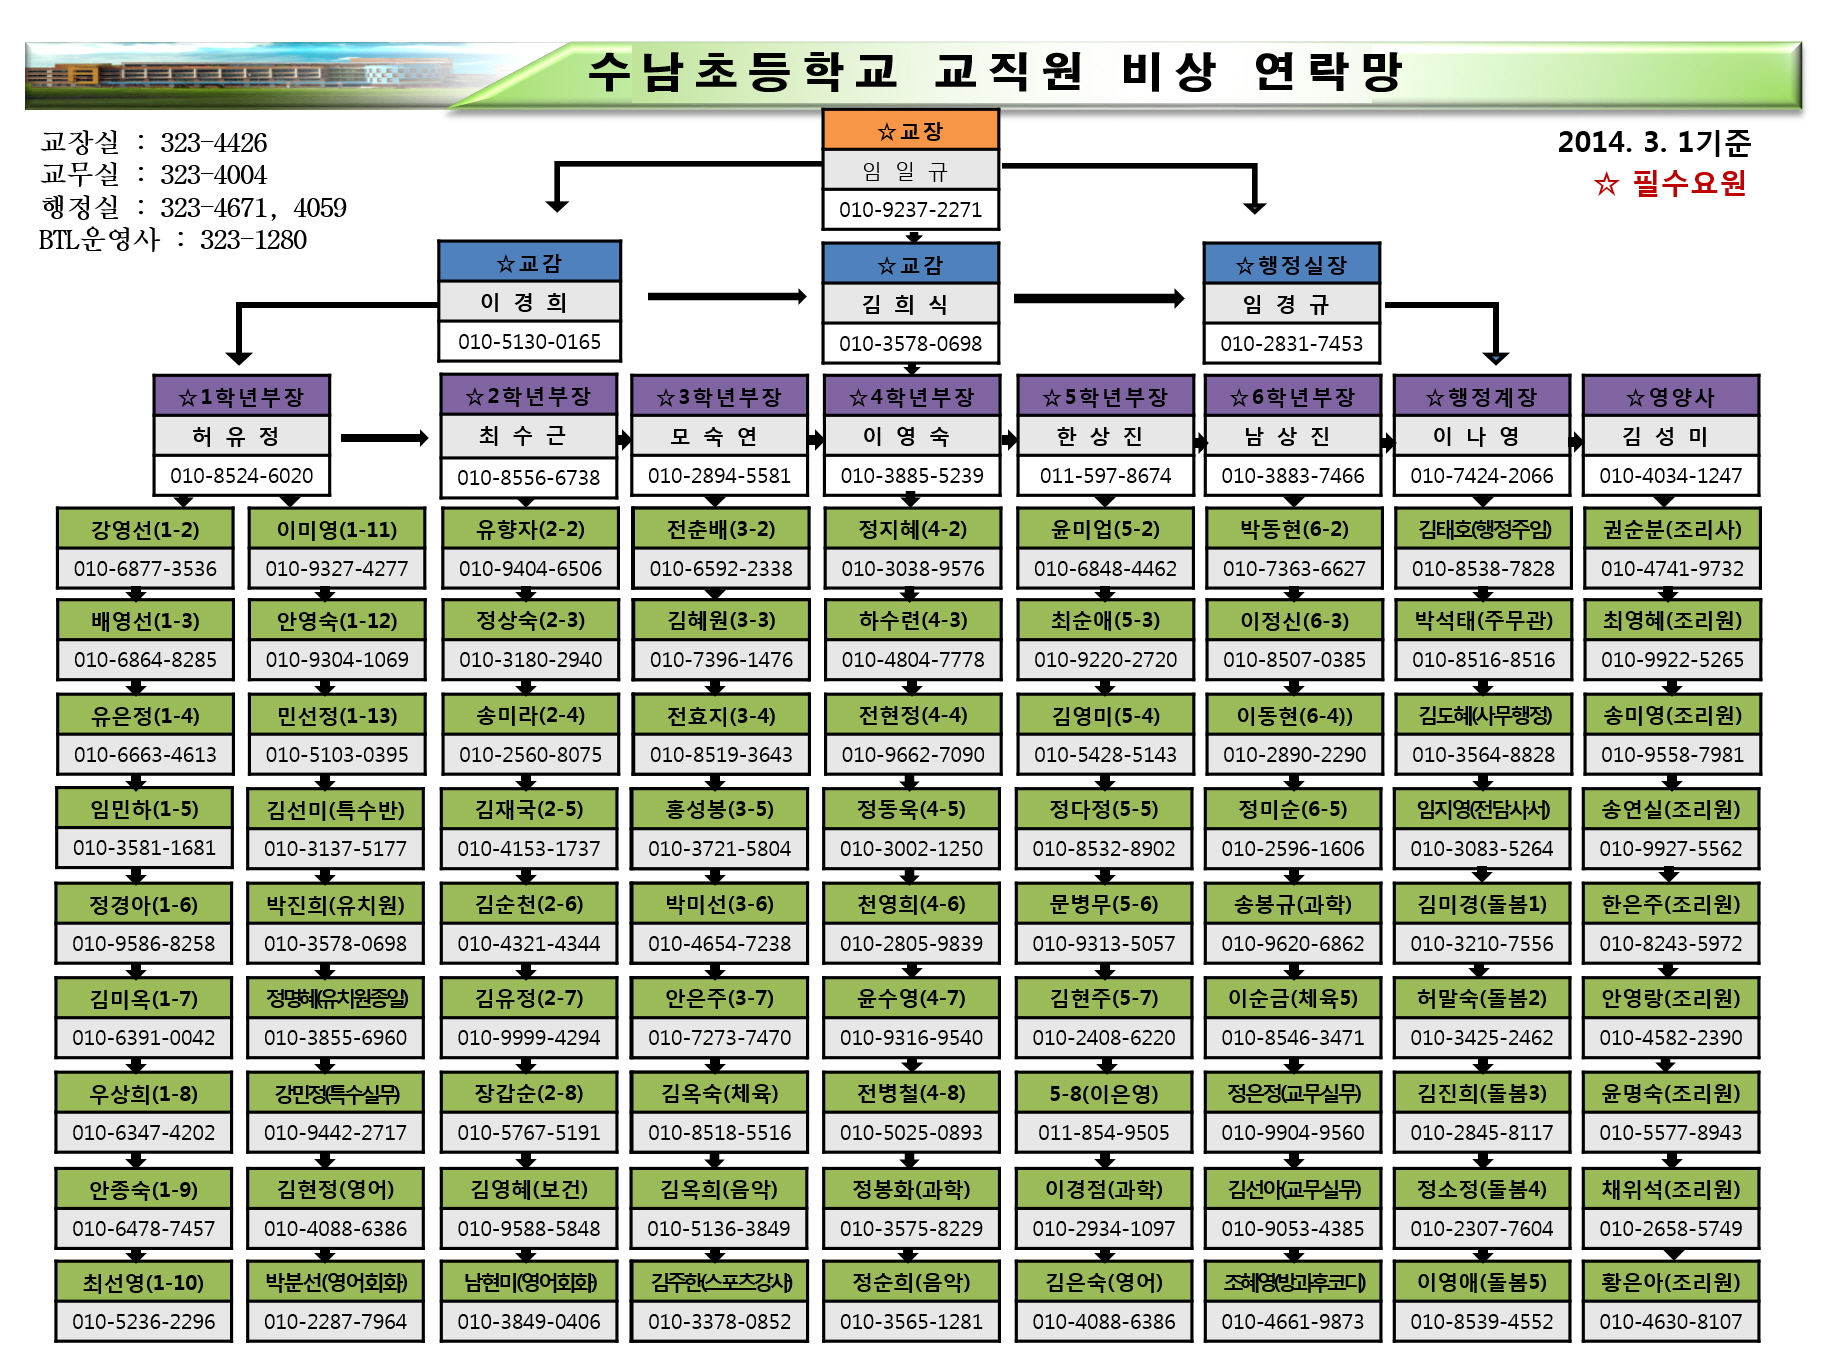 수남초등학교 교직원 비상 연락망
교장실 : 323-4426
교무실 : 323-4004
행정실 : 323-4671, 4059
BTL운영사 : 323-1280
2014. 3. 1기준
☆ 필수요원
☆교장
임 일 규
010-9237-2271
☆교감 ☆교감 ☆행정실장
이 경 희 김 희 식 임 경 규
010-5130-0165 010-3578-0698 010-2831-7453
☆1학년부장 ☆2학년부장 ☆3학년부장 ☆4학년부장 ☆5학년부장 ☆6학년부장 ☆행정계장 ☆영양사
허 유 정 최 수 근 모 숙 연 이 영 숙 한 상 진 남 상 진 이 나 영 김 성 미
010-8524-6020 010-8556-6738 010-2894-5581 010-3885-5239 011-597-8674 010-3883-7466 010-7424-2066 010-4034-1247
강영선(1-2) 이미영(1-11) 유향자(2-2) 전춘배(3-2) 정지혜(4-2) 윤미업(5-2) 박동현(6-2) 김태호(행정주임) 권순분(조리사)
010-6877-3536 010-9327-4277 010-9404-6506 010-6592-2338 010-3038-9576 010-6848-4462 010-7363-6627 010-8538-7828 010-4741-9732
배영선(1-3) 안영숙(1-12) 정상숙(2-3) 김혜원(3-3) 하수련(4-3) 최순애(5-3) 이정신(6-3) 박석태(주무관) 최영혜(조리원)
010-6864-8285 010-9304-1069 010-3180-2940 010-7396-1476 010-4804-7778 010-9220-2720 010-8507-0385 010-8516-8516 010-9922-5265
유은정(1-4) 민선정(1-13) 송미라(2-4) 전효지(3-4) 전현정(4-4) 김영미(5-4) 이동현(6-4)) 김도혜(사무행정) 송미영(조리원)
010-6663-4613 010-5103-0395 010-2560-8075 010-8519-3643 010-9662-7090 010-5428-5143 010-2890-2290 010-3564-8828 010-9558-7981
임민하(1-5) 김선미(특수반) 김재국(2-5) 홍성봉(3-5) 정동욱(4-5) 정다정(5-5) 정미순(6-5) 임지영(전담사서) 송연실(조리원)
010-3581-1681 010-3137-5177 010-4153-1737 010-3721-5804 010-3002-1250 010-8532-8902 010-2596-1606 010-3083-5264 010-9927-5562
정경아(1-6) 박진희(유치원) 김순천(2-6) 박미선(3-6) 천영희(4-6) 문병무(5-6) 송봉규(과학) 김미경(돌봄1) 한은주(조리원)
010-9586-8258 010-3578-0698 010-4321-4344 010-4654-7238 010-2805-9839 010-9313-5057 010-9620-6862 010-3210-7556 010-8243-5972
김미옥(1-7) 정명혜(유치원종일) 김유정(2-7) 안은주(3-7) 윤수영(4-7) 김현주(5-7) 이순금(체육5) 허말숙(돌봄2) 안영랑(조리원)
010-6391-0042 010-3855-6960 010-9999-4294 010-7273-7470 010-9316-9540 010-2408-6220 010-8546-3471 010-3425-2462 010-4582-2390
우상희(1-8) 강민정(특수실무) 장갑순(2-8) 김옥숙(체육) 전병철(4-8) 5-8(이은영) 정은정(교무실무) 김진희(돌봄3) 윤명숙(조리원)
010-6347-4202 010-9442-2717 010-5767-5191 010-8518-5516 010-5025-0893 011-854-9505 010-9904-9560 010-2845-8117 010-5577-8943
안종숙(1-9) 김현정(영어) 김영혜(보건) 김옥희(음악) 정봉화(과학) 이경점(과학) 김선아(교무실무) 정소정(돌봄4) 채위석(조리원)
010-6478-7457 010-4088-6386 010-9588-5848 010-5136-3849 010-3575-8229 010-2934-1097 010-9053-4385 010-2307-7604 010-2658-5749
최선영(1-10) 박분선(영어회화) 남현미(영어회화) 김주한(스포츠강사) 정순희(음악) 김은숙(영어) 조혜영(방과후코디) 이영애(돌봄5) 황은아(조리원)
010-5236-2296 010-2287-7964 010-3849-0406 010-3378-0852 010-3565-1281 010-4088-6386 010-4661-9873 010-8539-4552 010-4630-8107